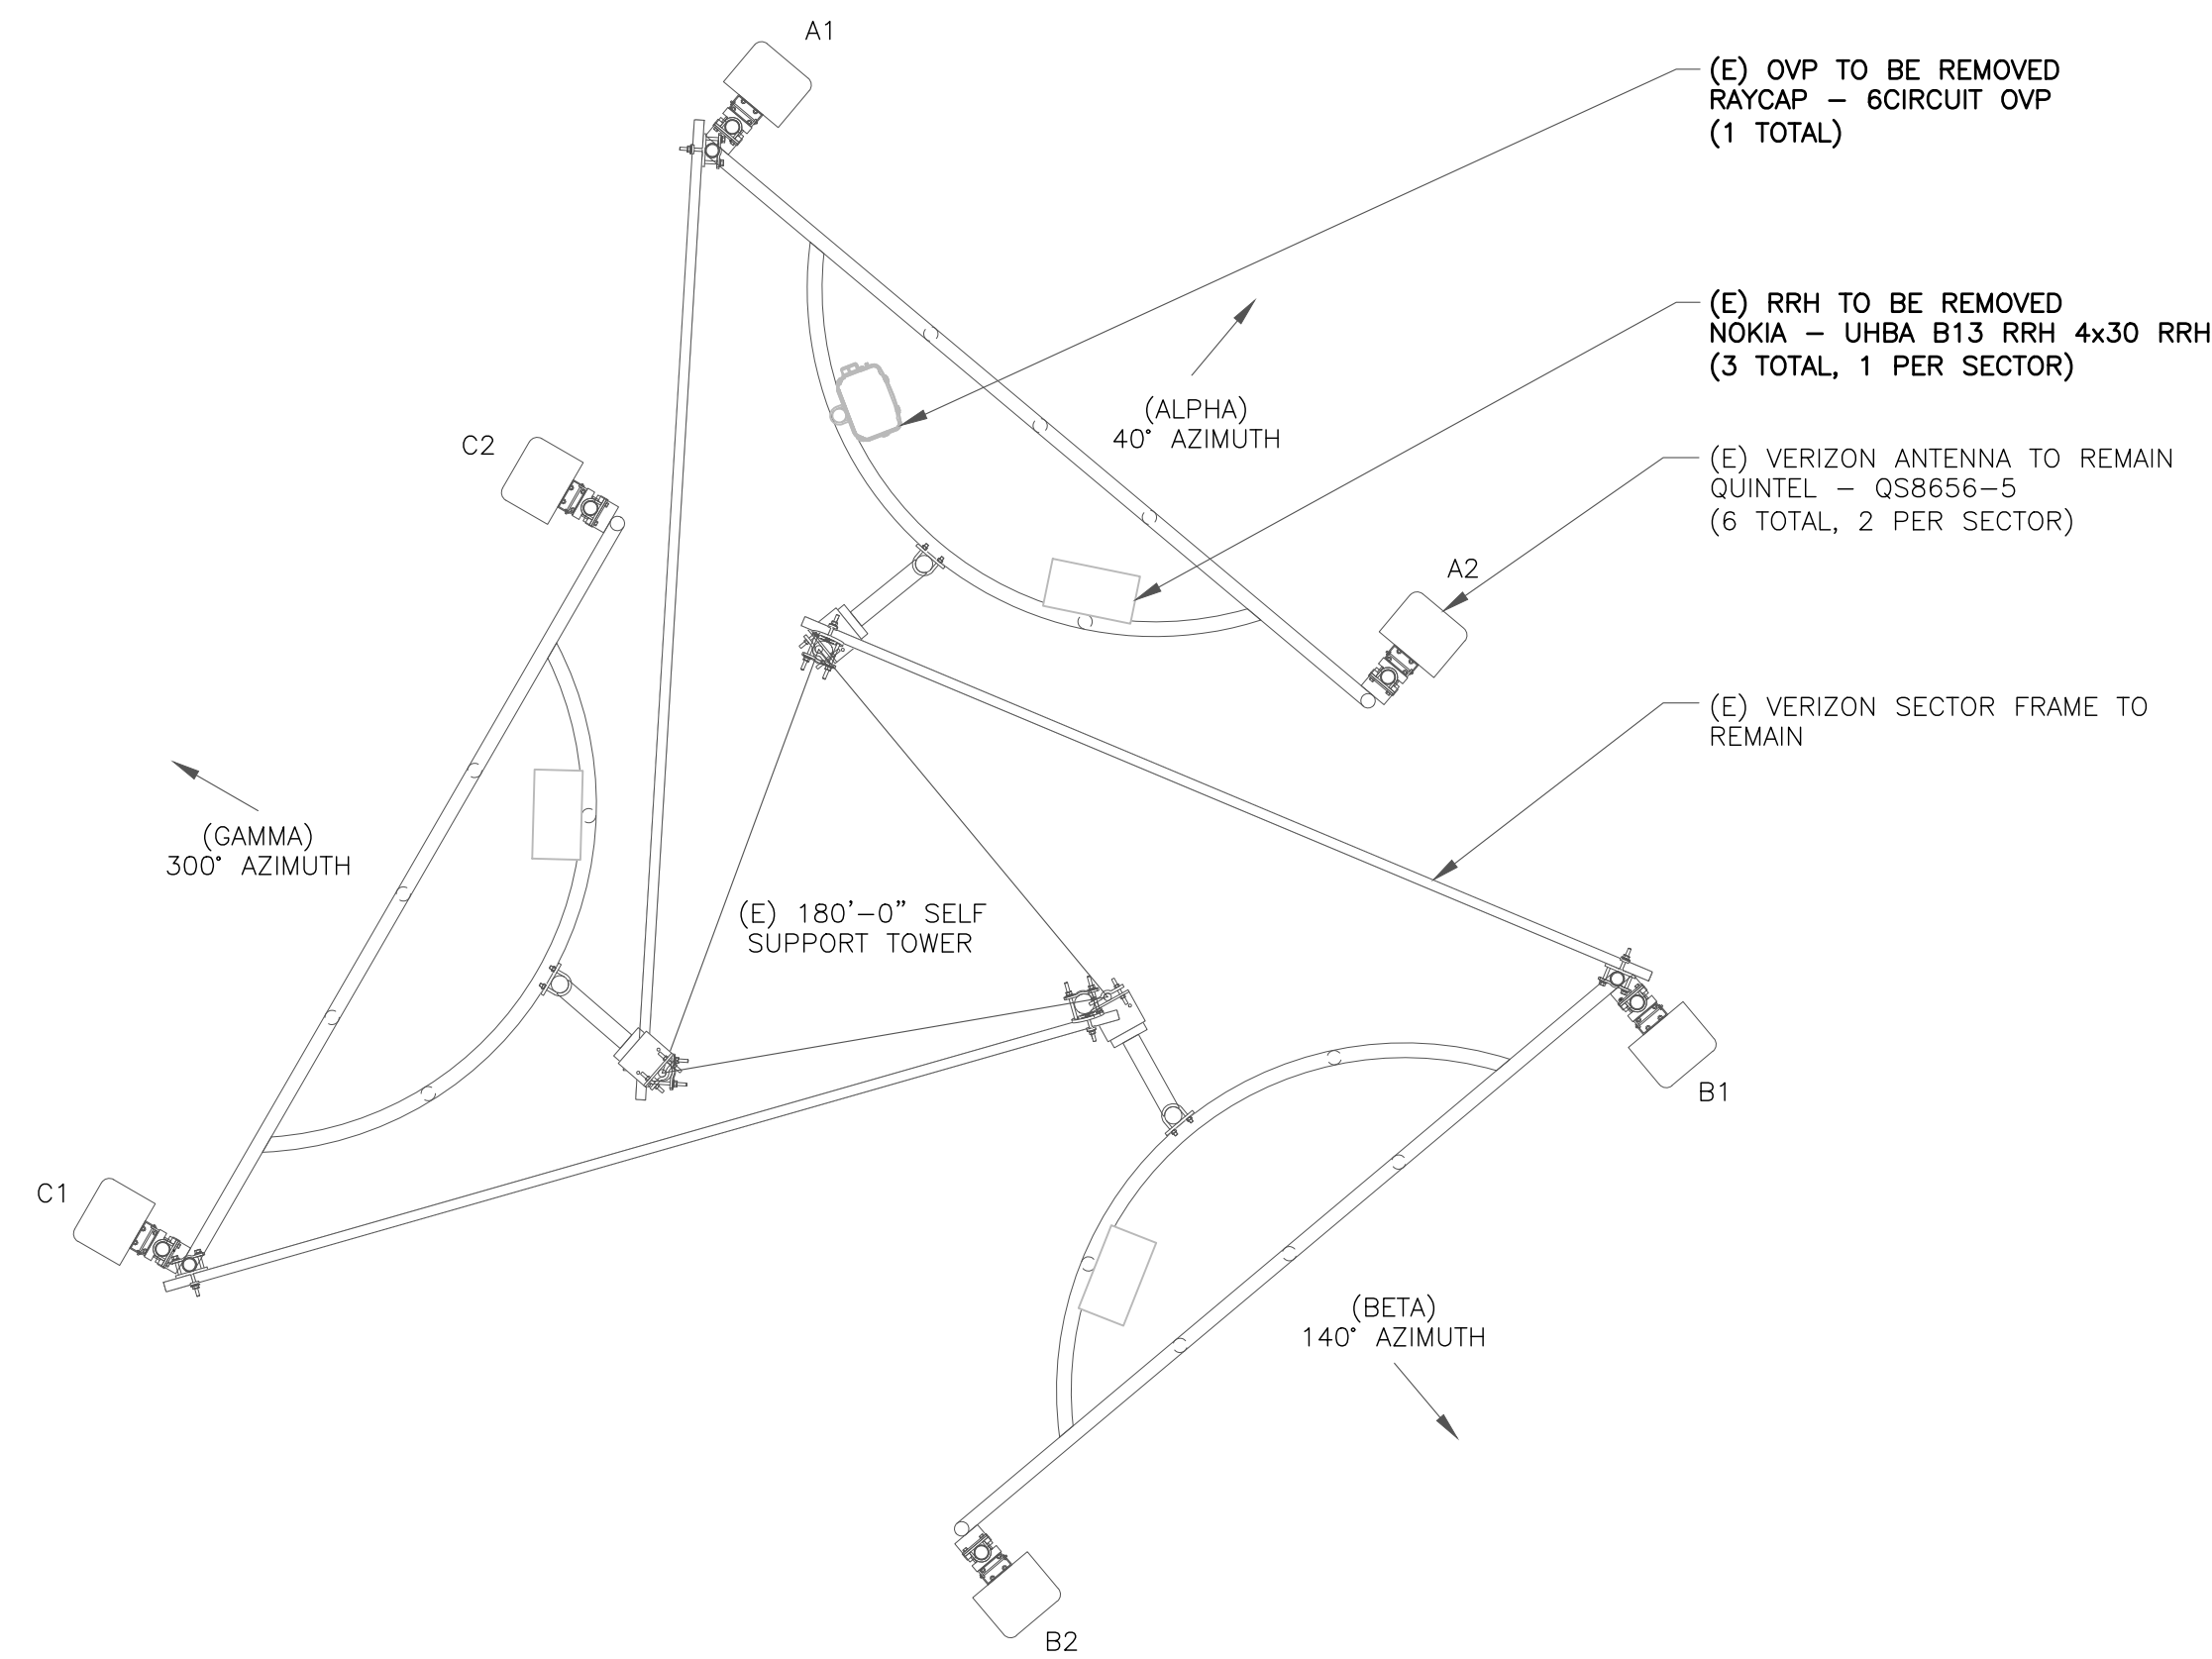 A1
(E) OVP TO BE REMOVED
RAYCAP – 6CIRCUIT OVP
(1 TOTAL)
(E) RRH TO BE REMOVED
NOKIA – UHBA B13 RRH 4x30 RRH
(3 TOTAL, 1 PER SECTOR)
(ALPHA)
40° AZIMUTH
C2
(E) VERIZON ANTENNA TO REMAIN
QUINTEL – QS8656–5
(6 TOTAL, 2 PER SECTOR)
A2
(E) VERIZON SECTOR FRAME TO
REMAIN
(GAMMA)
300° AZIMUTH
(E) 180'–0" SELF
SUPPORT TOWER
B1
C1
(BETA)
140° AZIMUTH
B2